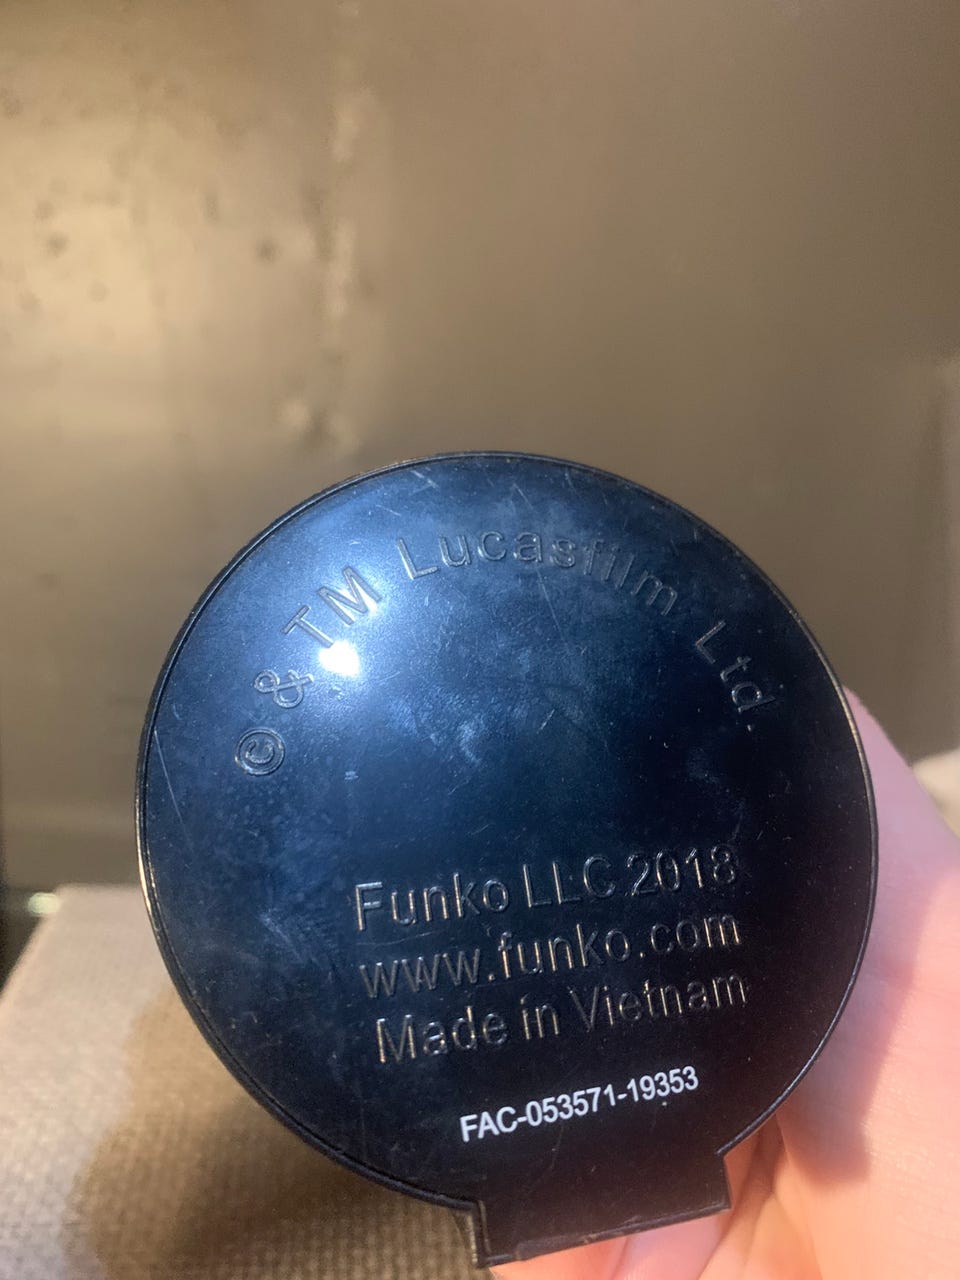 © & TM Lucasfilm Ltd.
Funko LLC 2018
www.funko.com
Made in Vietnam
FAC-053571-19353